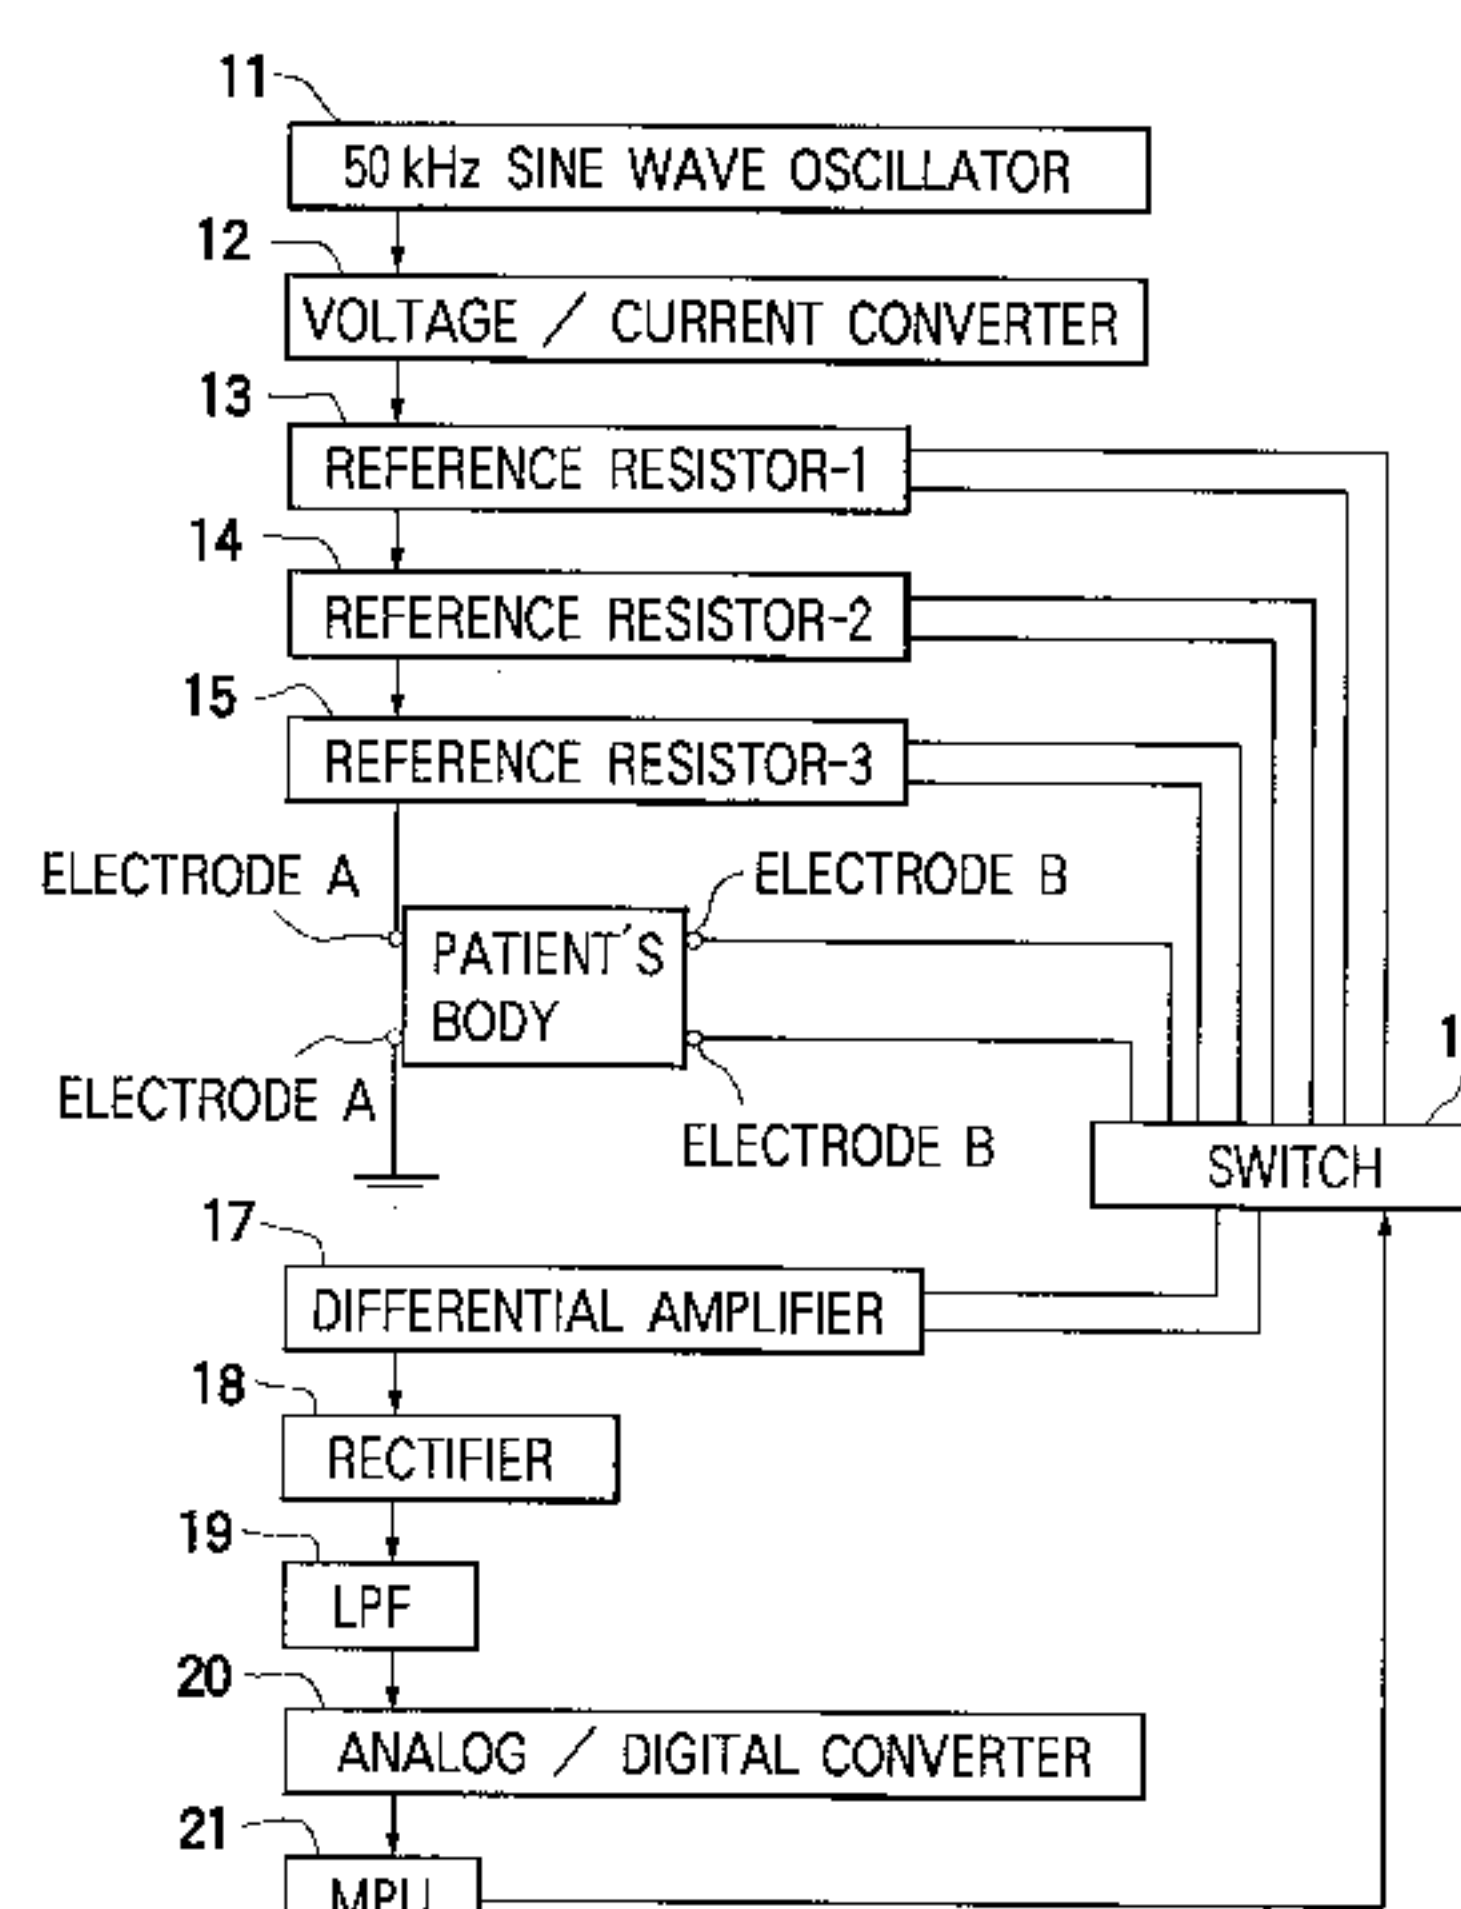 11
50 kHz SINE WAVE OSCILLATOR
12
VOLTAGE / CURRENT CONVERTER
13
REFERENCE RESISTOR-1
14
REFERENCE RESISTOR-2
15
REFERENCE RESISTOR-3
ELECTRODE A
ELECTRODE B
PATIENT'S
BODY
ELECTRODE A
ELECTRODE B
1
SWITCH
17
DIFFERENTIAL AMPLIFIER
18
RECTIFIER
19
LPF
20
ANALOG / DIGITAL CONVERTER
21
MPU